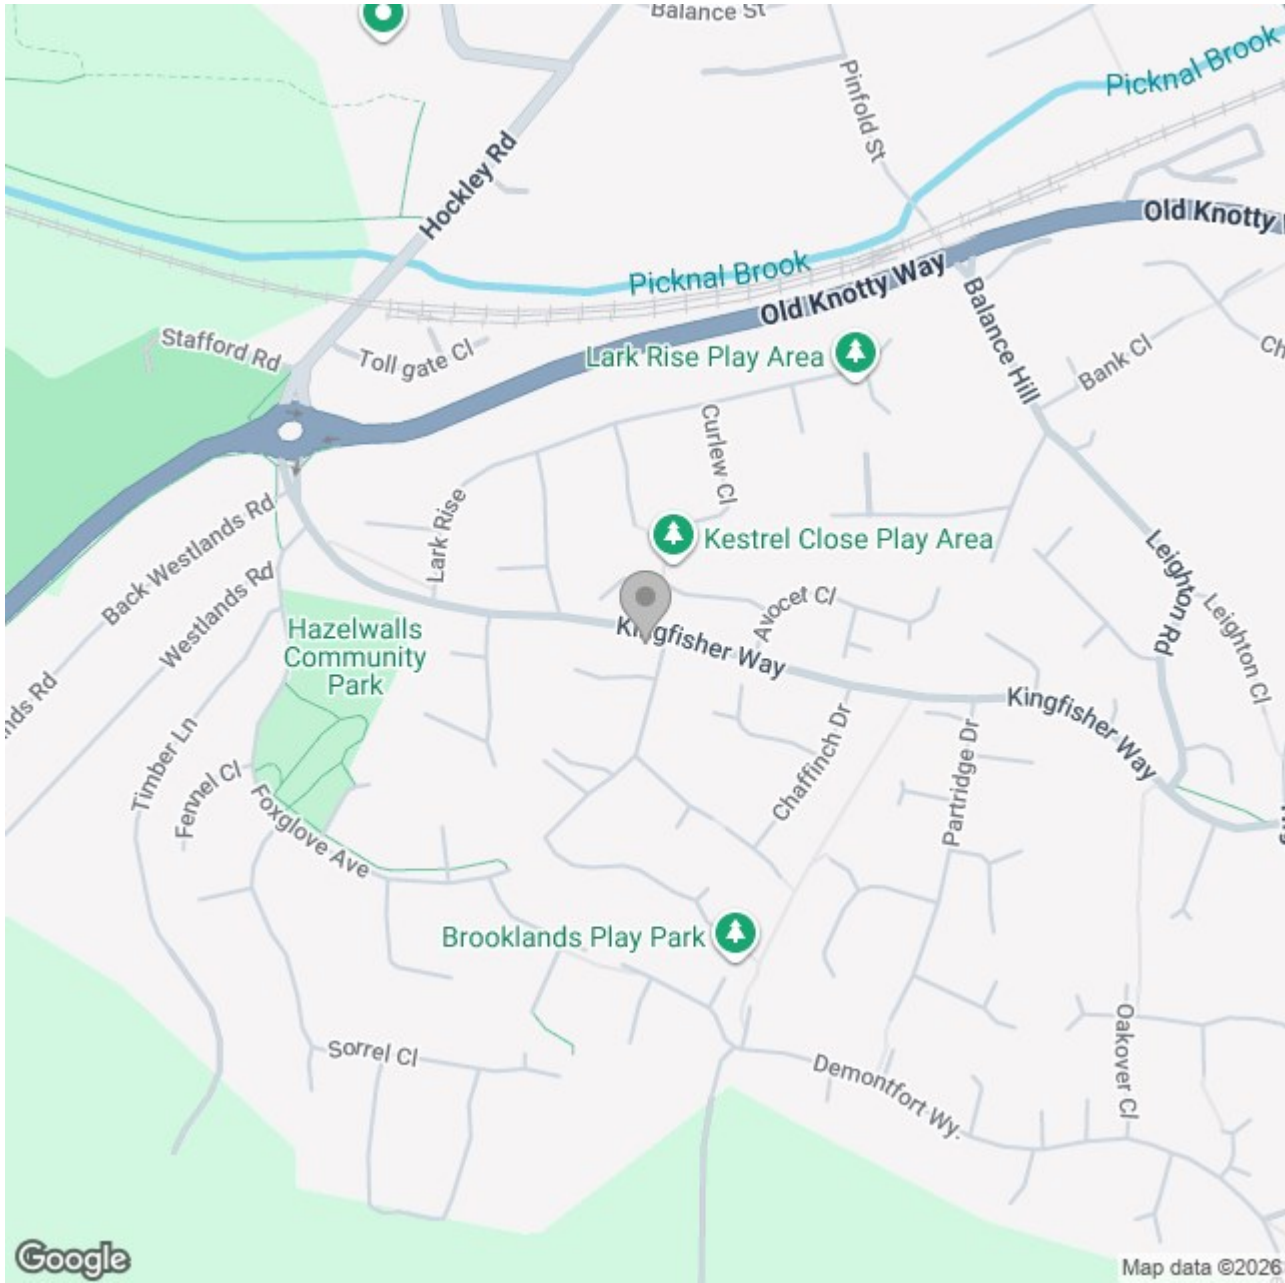 Balance St
Picknal Brook
Pinfold St
Hockley Rd
Old Knotty
Picknal Brook
Old Knotty Way
Stafford Rd
Toll gate Cl
Lark Rise Play Area
Balance Hill
Bank Cl
Ch
Curlew Cl
Lark Rise
Back Westlands Rd
Kestrel Close Play Area
Leighton Rd
Westlands Rd
Avocet Cl
Leighton Cl
Hazelwalls
Community
Park
Kingfisher Way
nds Rd
Kingfisher Way
Timber Ln
Fennel Cl
Chaffinch Dr
Partridge Dr
Foxglove Ave
Brooklands Play Park
Sorrel Cl
Oakover Cl
Demontfort Wy.
Google
Map data ©2026